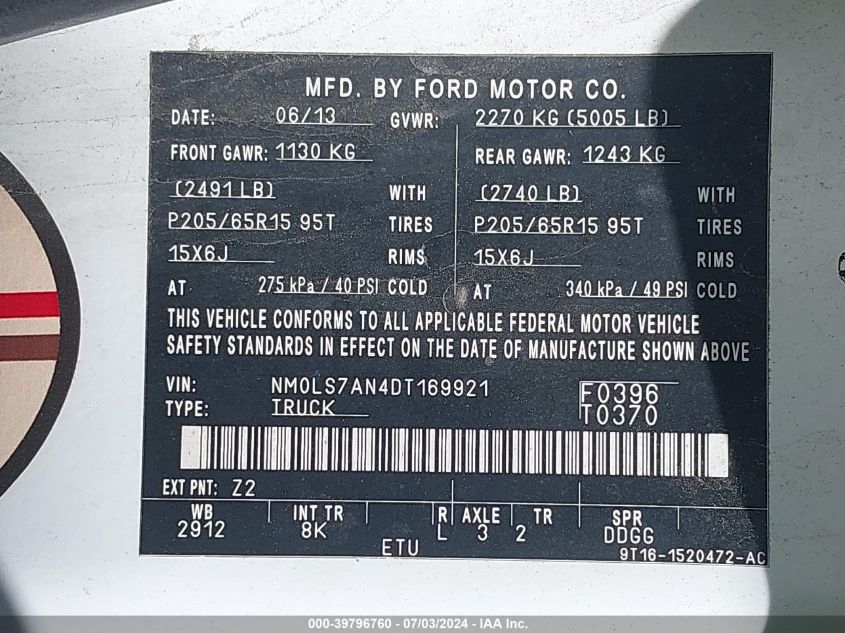 MFD. BY FORD MOTOR CO.
DATE: 06/13 GVWR: 2270 KG (5005 LB)
FRONT GAWR: 1130 KG REAR GAWR: 1243 KG
(2491 LB) WITH (2740 LB) WITH
P205/65R15 95T TIRES P205/65R15 95T TIRES
15X6J RIMS 15X6J RIMS
AT 275 kPa / 40 PSI COLD AT 340 kPa / 49 PSI COLD
THIS VEHICLE CONFORMS TO ALL APPLICABLE FEDERAL MOTOR VEHICLE
SAFETY STANDARDS IN EFFECT ON THE DATE OF MANUFACTURE SHOWN ABOVE
VIN: NM0LS7AN4DT169921 F0396
TYPE: TRUCK T0370
EXT PNT: Z2
WB INT TR R AXLE TR SPR
2912 8K L 3 2 DDGG
ETU 9T16-1520472-AC
000-39796760 - 07/03/2024 - IAA Inc.